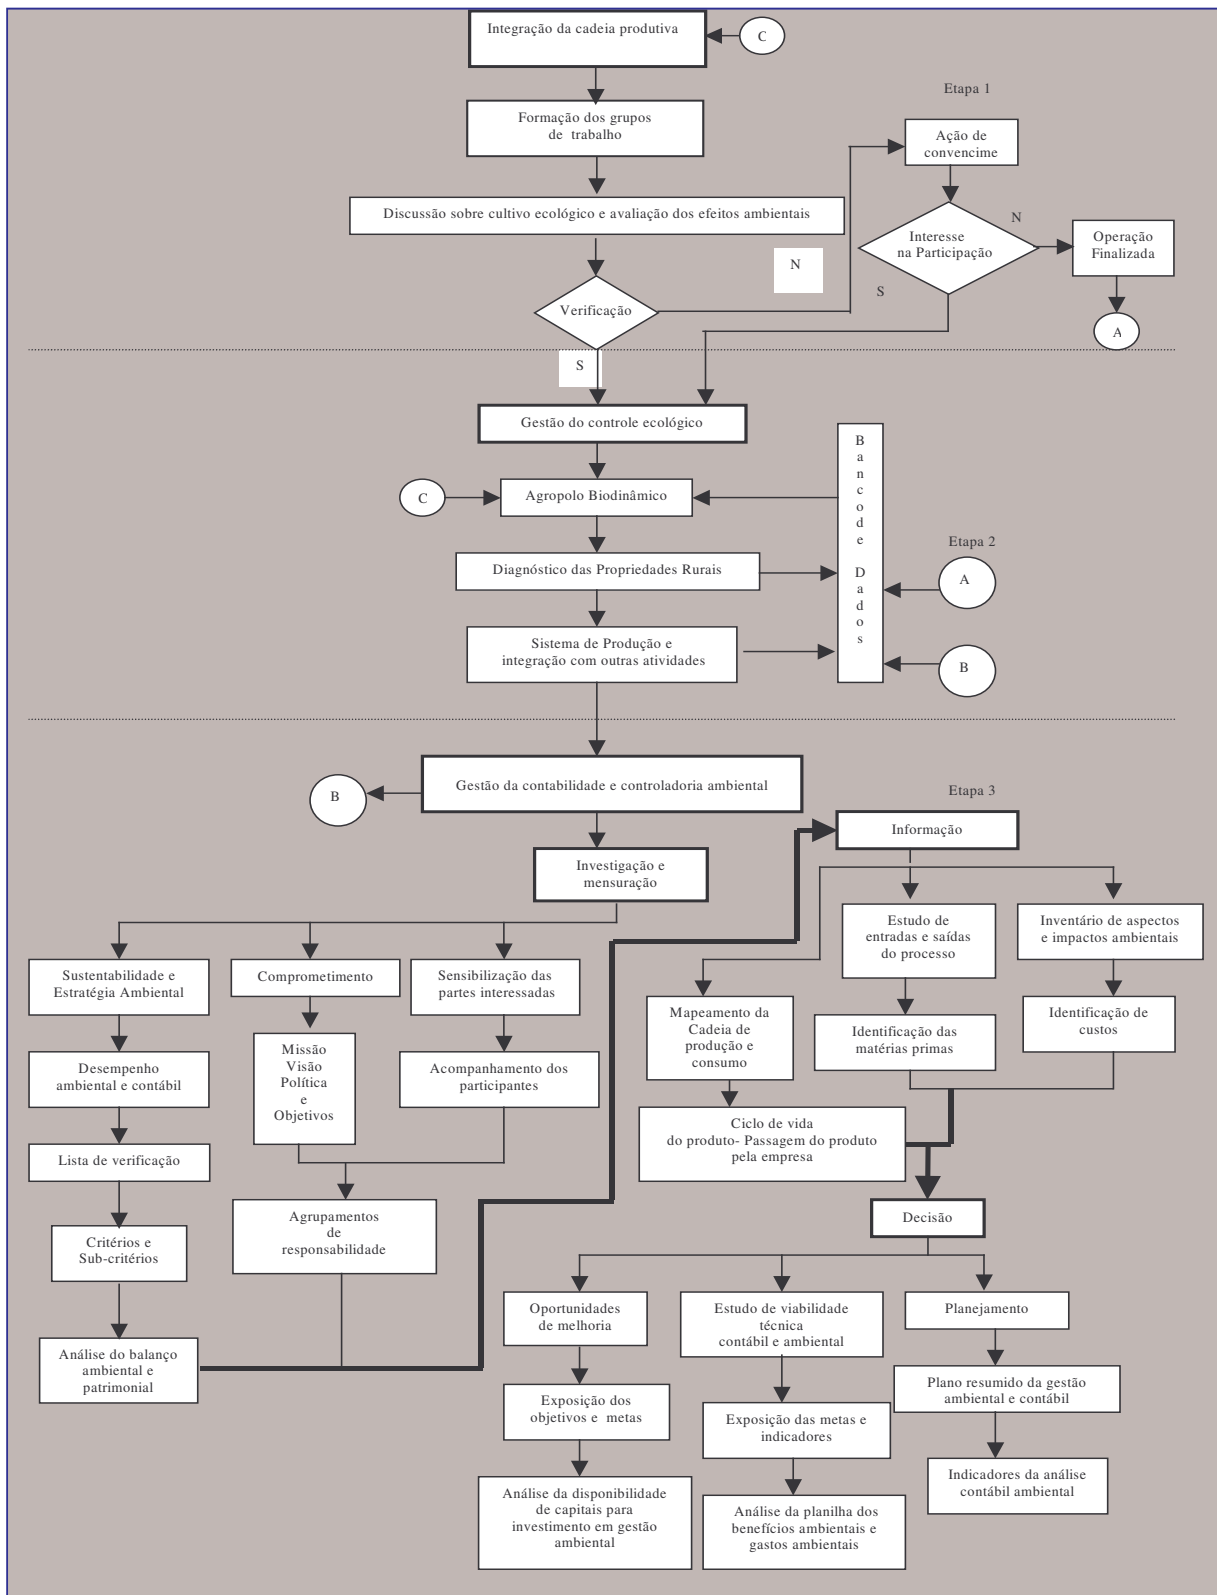 Integração da cadeia produtiva
C
Etapa 1
Formação dos grupos
de trabalho
Ação de
convencime
Discussão sobre cultivo ecológico e avaliação dos efeitos ambientais
N
Interesse
na Participação
Operação
Finalizada
N
S
Verificação
A
S
Gestão do controle ecológico
B
a
n
c
o
d
e
D
a
d
o
s
C
Agropolo Biodinâmico
Etapa 2
Diagnóstico das Propriedades Rurais
A
Sistema de Produção e
integração com outras atividades
B
Gestão da contabilidade e controladoria ambiental
B
Etapa 3
Informação
Investigação e
mensuração
Estudo de
entradas e saídas
do processo
Inventário de aspectos
e impactos ambientais
Sustentabilidade e
Estratégia Ambiental
Comprometimento
Sensibilização das
partes interessadas
Mapeamento da
Cadeia de
produção e
consumo
Identificação das
matérias primas
Identificação de
custos
Desempenho
ambiental e contábil
Missão
Visão
Política
e
Objetivos
Acompanhamento dos
participantes
Ciclo de vida
do produto- Passagem do produto
pela empresa
Lista de verificação
Agrupamentos
de
responsabilidade
Decisão
Critérios e
Sub-critérios
Oportunidades
de melhoria
Estudo de viabilidade
técnica
contábil e ambiental
Planejamento
Análise do balanço
ambiental e
patrimonial
Exposição dos
objetivos e metas
Exposição das metas e
indicadores
Plano resumido da gestão
ambiental e contábil
Análise da disponibilidade
de capitais para
investimento em gestão
ambiental
Análise da planilha dos
benefícios ambientais e
gastos ambientais
Indicadores da análise
contábil ambiental